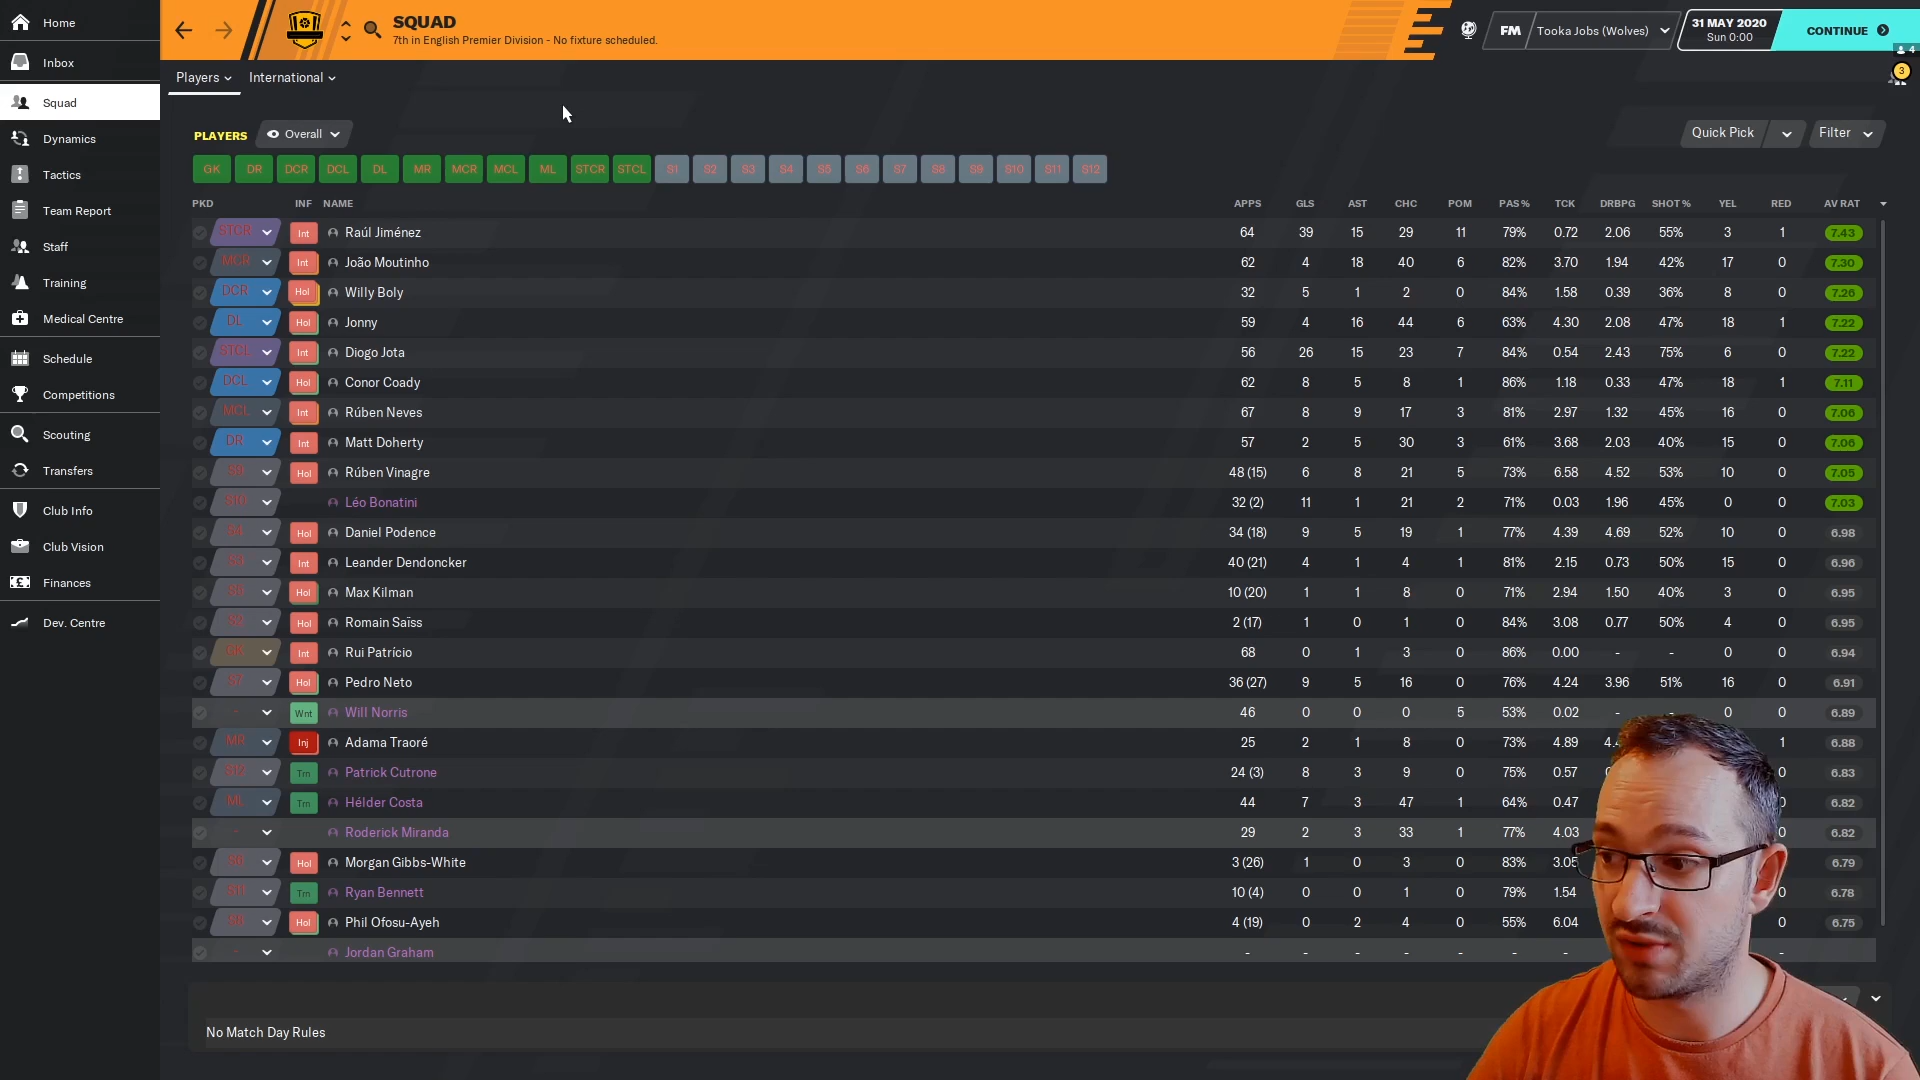 Home
Inbox
Squad
Dynamics
Tactics
Team Report
Staff
Training
Medical Centre
Schedule
Competitions
Scouting
Transfers
Club Info
Club Vision
Finances
Dev. Centre
SQUAD
7th in English Premier Division - No fixture scheduled.
FM Tooka Jobs (Wolves)
31 MAY 2020
Sun 0:00
CONTINUE
4
3
Players International
PLAYERS Overall Quick Pick Filter
GK DR DCR DCL DL MR MCR MCL ML STCR STCL S1 S2 S3 S4 S5 S6 S7 S8 S9 S10 S11 S12
PKD INF NAME APPS GLS AST CHC POM PAS % TCK DRBPG SHOT % YEL RED AV RAT
STCR Int Raúl Jiménez 64 39 15 29 11 79% 0.72 2.06 55% 3 1 7.43
MCR Int João Moutinho 62 4 18 40 6 82% 3.70 1.94 42% 17 0 7.30
DCR Hol Willy Boly 32 5 1 2 0 84% 1.58 0.39 36% 8 0 7.26
DL Hol Jonny 59 4 16 44 6 63% 4.30 2.08 47% 18 1 7.22
STCL Int Diogo Jota 56 26 15 23 7 84% 0.54 2.43 75% 6 0 7.22
DCL Hol Conor Coady 62 8 5 8 1 86% 1.18 0.33 47% 18 1 7.11
MCL Int Rúben Neves 67 8 9 17 3 81% 2.97 1.32 45% 16 0 7.06
DR Int Matt Doherty 57 2 5 30 3 61% 3.68 2.03 40% 15 0 7.06
Hol Rúben Vinagre 48 (15) 6 8 21 5 73% 6.58 4.52 53% 10 0 7.05
S10 Léo Bonatini 32 (2) 11 1 21 2 71% 0.03 1.96 45% 0 0 7.03
S4 Hol Daniel Podence 34 (18) 9 5 19 1 77% 4.39 4.69 52% 10 0 6.98
S3 Int Leander Dendoncker 40 (21) 4 1 4 1 81% 2.15 0.73 50% 15 0 6.96
Hol Max Kilman 10 (20) 1 1 8 0 71% 2.94 1.50 40% 3 0 6.95
S2 Hol Romain Saïss 2 (17) 1 0 1 0 84% 3.08 0.77 50% 4 0 6.95
GK Int Rui Patrício 68 0 1 3 0 86% 0.00 - - 0 0 6.94
S7 Hol Pedro Neto 36 (27) 9 5 16 0 76% 4.24 3.96 51% 16 0 6.91
- Wnt Will Norris 46 0 0 0 5 53% 0.02 - - 0 0 6.89
MR Inj Adama Traoré 25 2 1 8 0 73% 4.89 1 6.88
S12 Trn Patrick Cutrone 24 (3) 8 3 9 0 75% 0.57 6.83
ML Trn Hélder Costa 44 7 3 47 1 64% 0.47 6.82
- Roderick Miranda 29 2 3 33 1 77% 4.03 0 6.82
Hol Morgan Gibbs-White 3 (26) 1 0 3 0 83% 3.05 0 6.79
S11 Trn Ryan Bennett 10 (4) 0 0 1 0 79% 1.54 0 6.78
Hol Phil Ofosu-Ayeh 4 (19) 0 2 4 0 55% 6.04 0 6.75
- Jordan Graham - - - - - - - -
No Match Day Rules